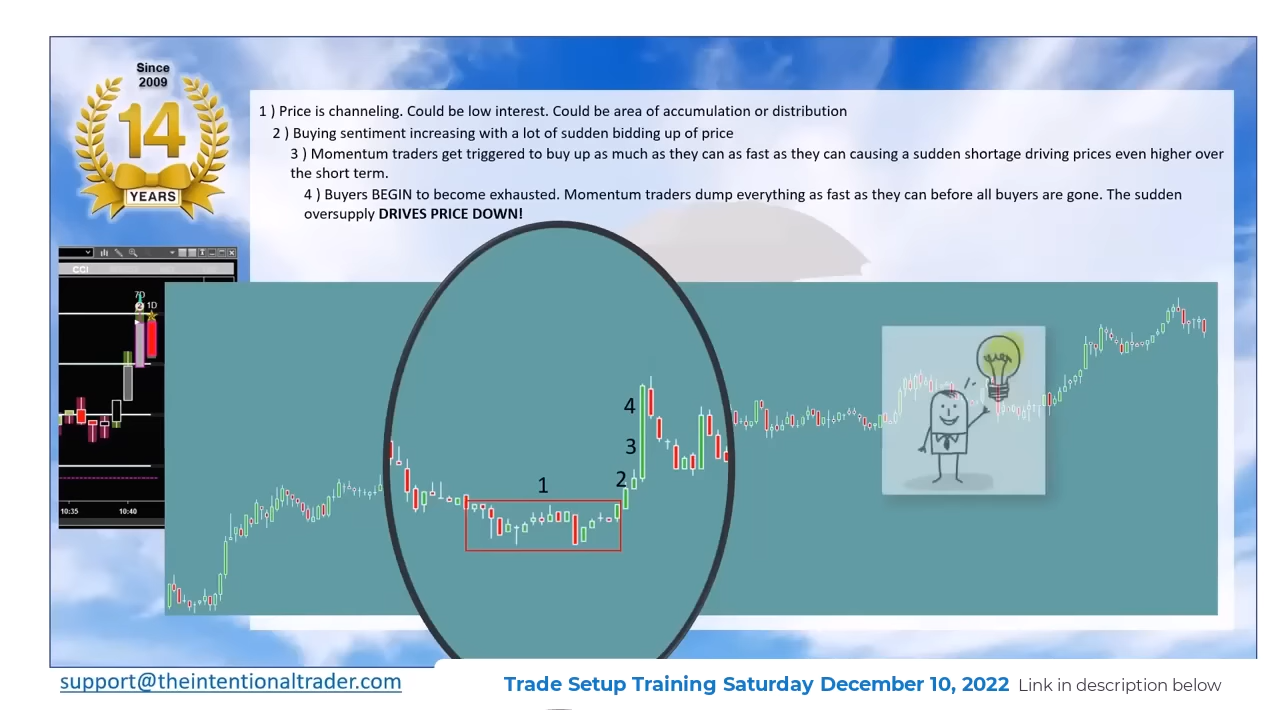 Since
2009
14
YEARS
1 ) Price is channeling. Could be low interest. Could be area of accumulation or distribution
2 ) Buying sentiment increasing with a lot of sudden bidding up of price
3 ) Momentum traders get triggered to buy up as much as they can as fast as they can causing a sudden shortage driving prices even higher over
the short term.
4 ) Buyers BEGIN to become exhausted. Momentum traders dump everything as fast as they can before all buyers are gone. The sudden
oversupply DRIVES PRICE DOWN!
CCI
7D
2 1D
10:35 10:40
4
3
2
1
support@theintentionaltrader.com
Trade Setup Training Saturday December 10, 2022 Link in description below